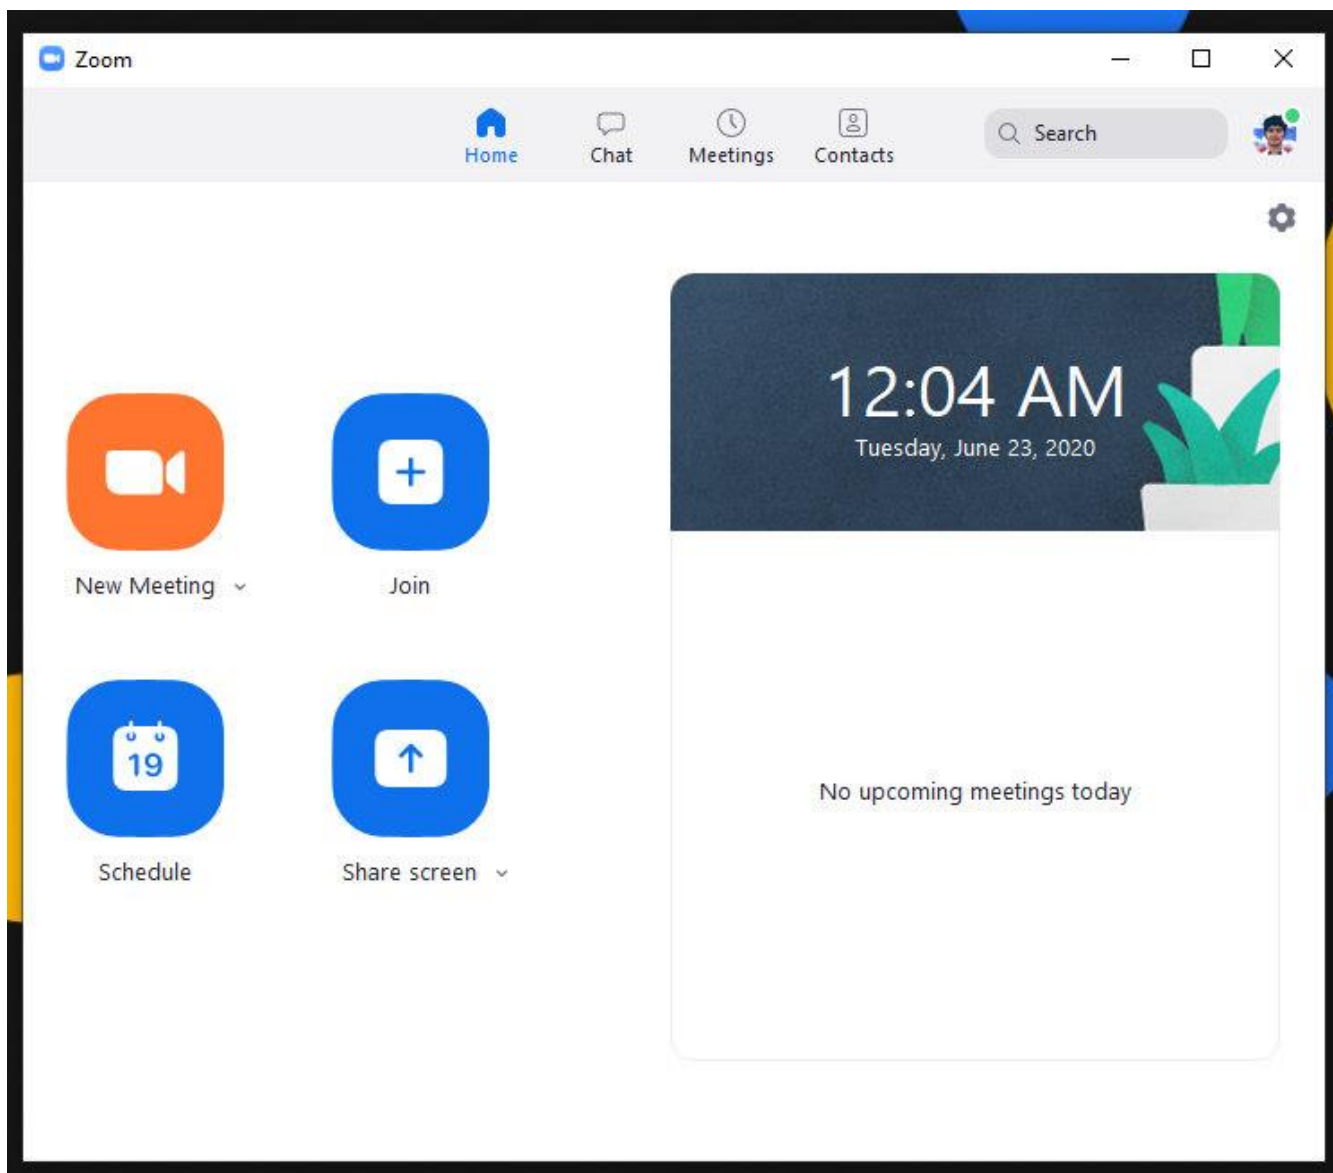 Zoom
Home Chat Meetings Contacts Search
12:04 AM
Tuesday, June 23, 2020
New Meeting Join
19
Schedule Share screen
No upcoming meetings today